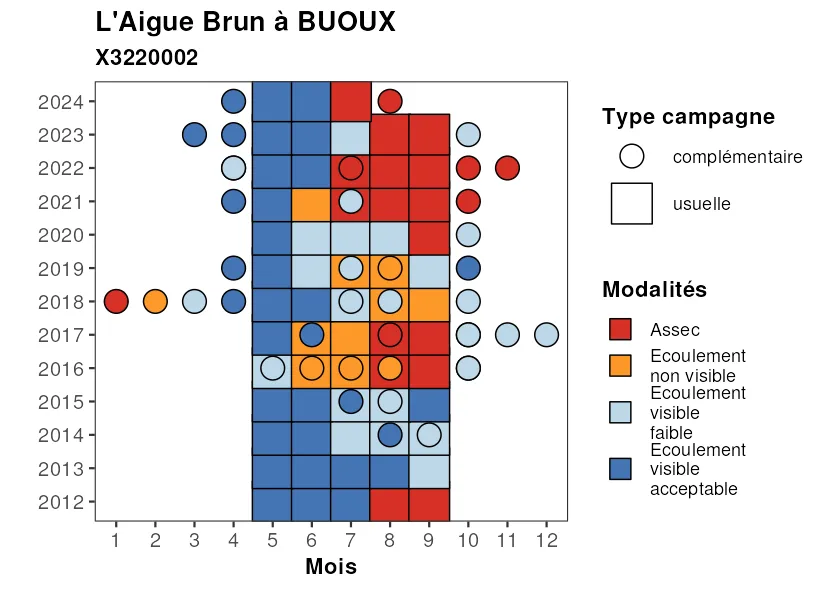 L'Aigue Brun à BUOUX
X3220002
2024
2023
2022
2021
2020
2019
2018
2017
2016
2015
2014
2013
2012
1 2 3 4 5 6 7 8 9 10 11 12
Mois
Type campagne
complémentaire
usuelle
Modalités
Assec
Ecoulement
non visible
Ecoulement
visible
faible
Ecoulement
visible
acceptable